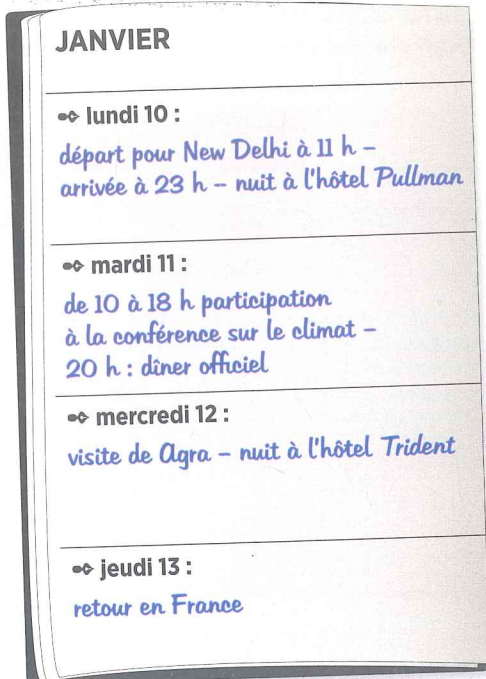 JANVIER
lundi 10 :
départ pour New Delhi à 11 h –
arrivée à 23 h – nuit à l'hôtel Pullman
mardi 11 :
de 10 à 18 h participation
à la conférence sur le climat –
20 h : dîner officiel
mercredi 12 :
visite de Agra – nuit à l'hôtel Trident
jeudi 13 :
retour en France